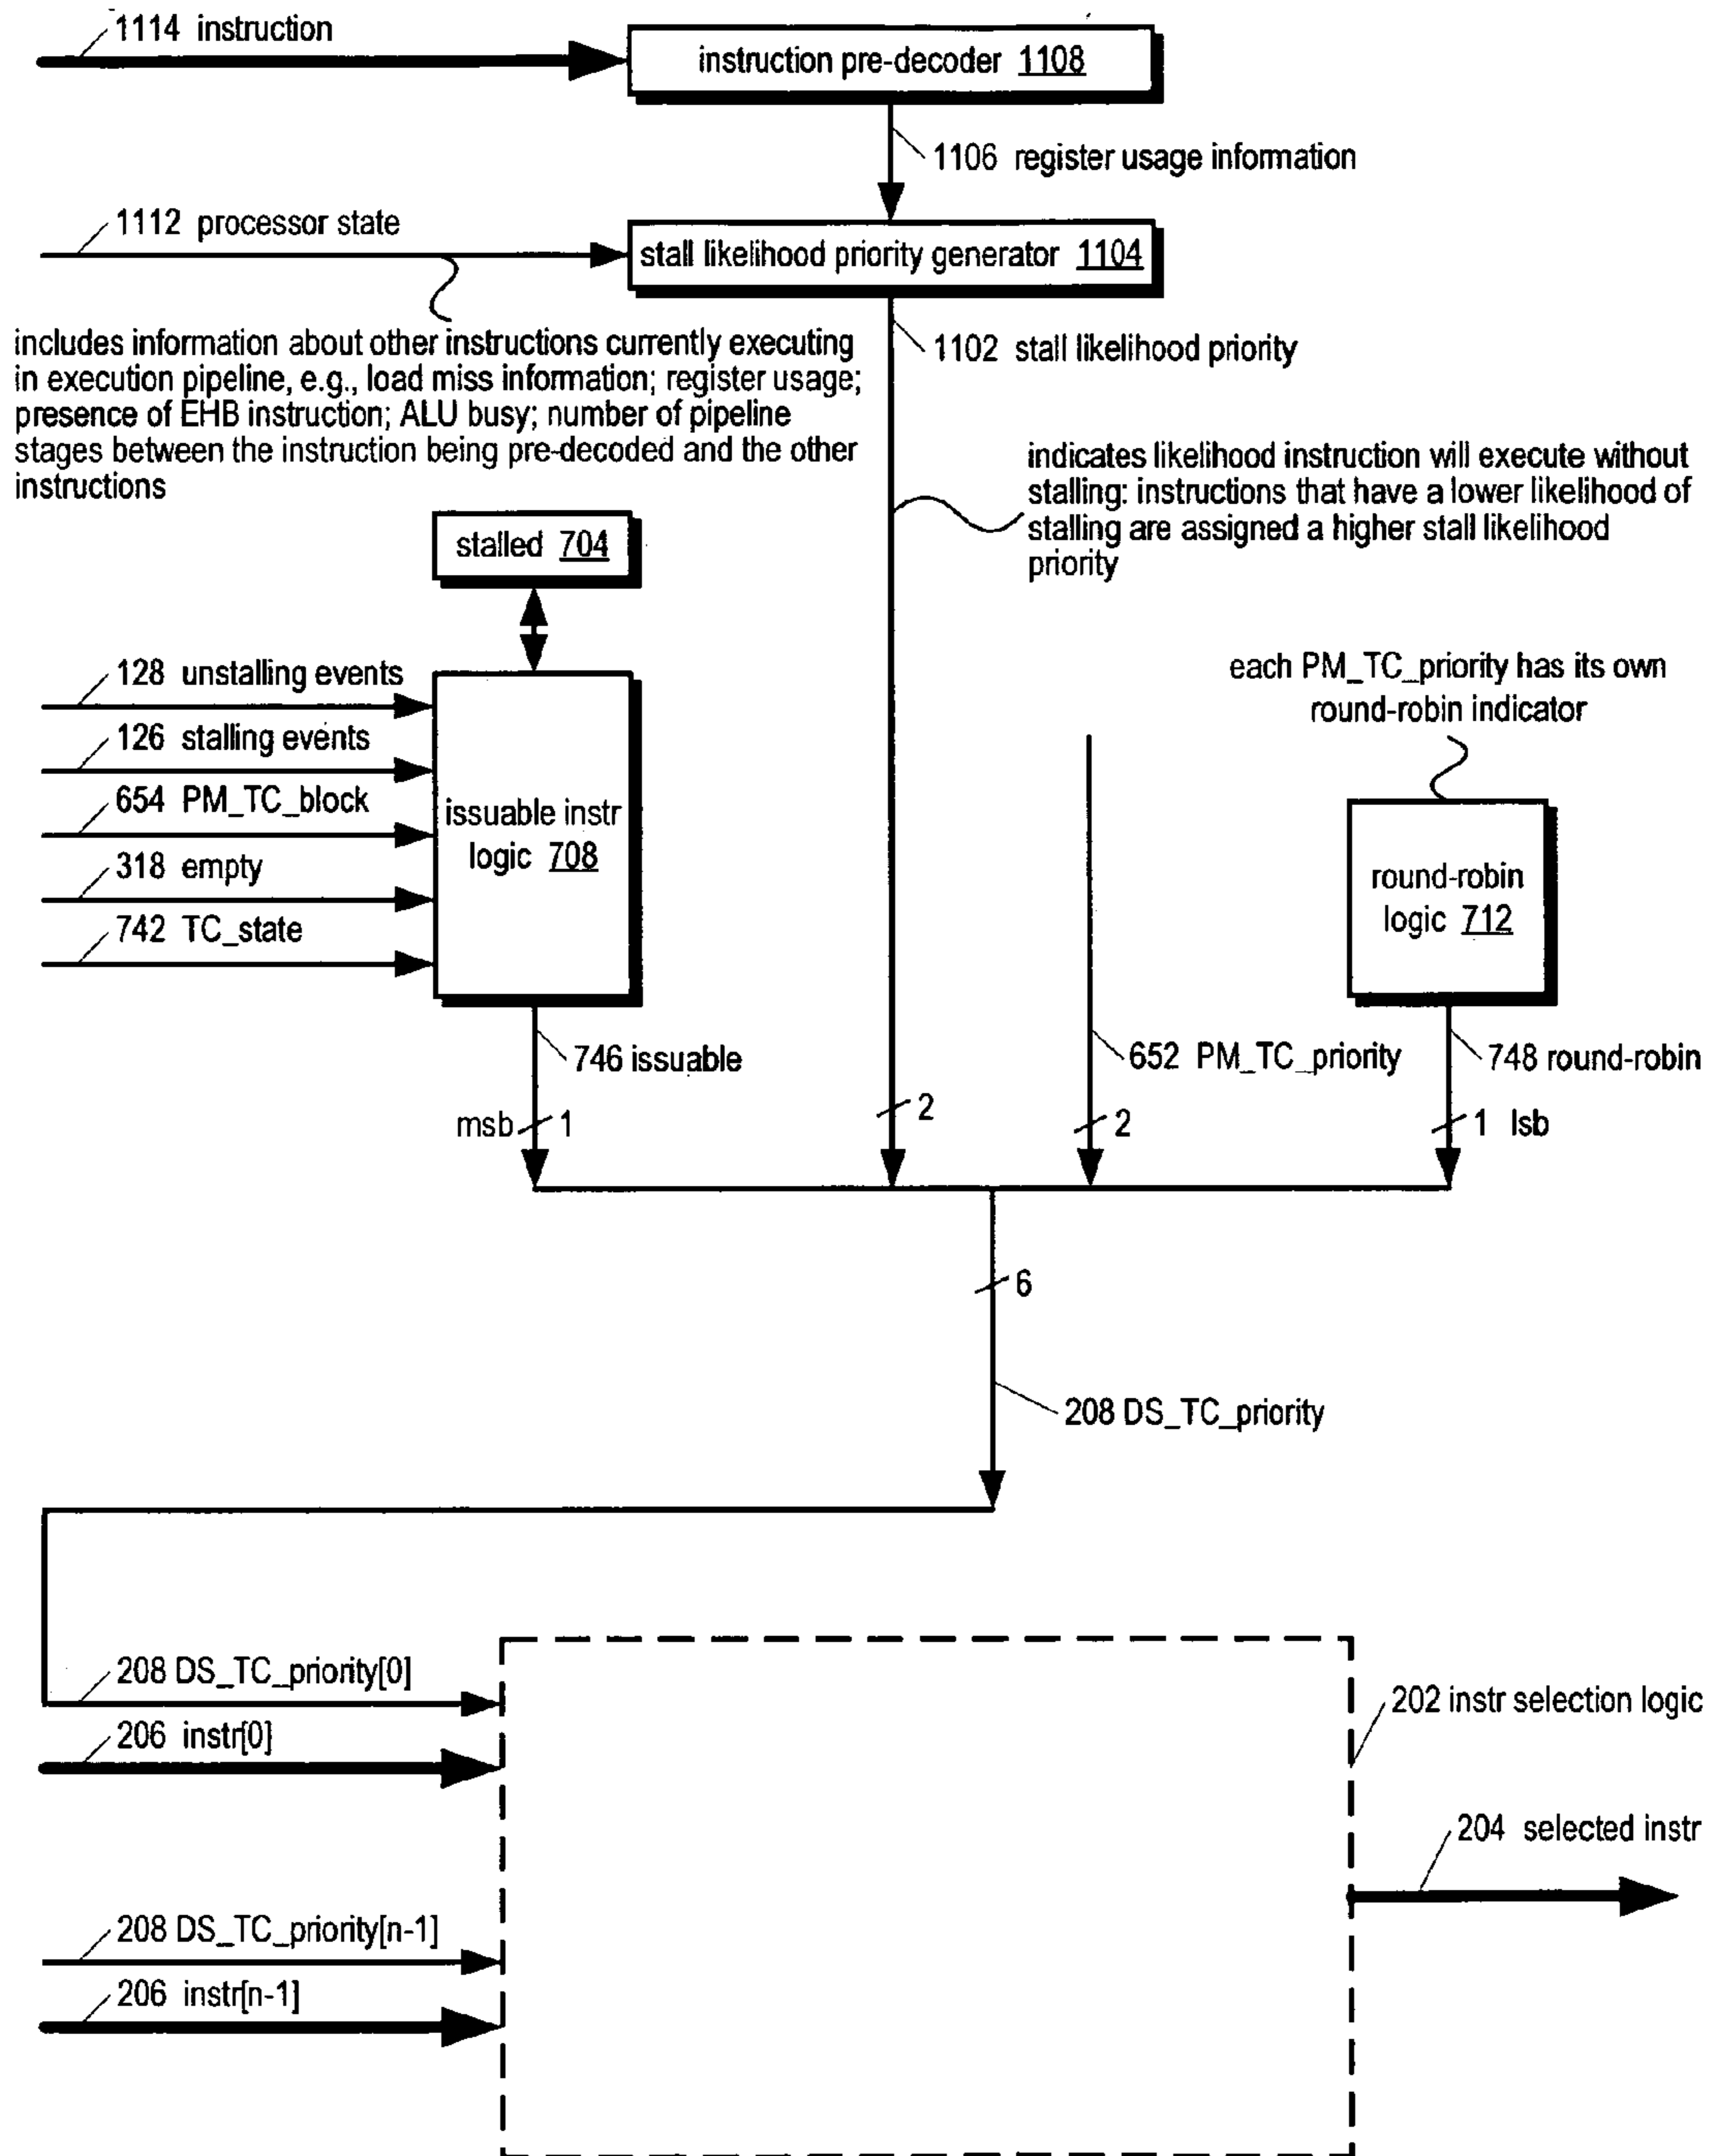 1114 instruction
instruction pre-decoder 1108
1106 register usage information
1112 processor state
stall likelihood priority generator 1104
includes information about other instructions currently executing
in execution pipeline, e.g., load miss information; register usage;
presence of EHB instruction; ALU busy; number of pipeline
stages between the instruction being pre-decoded and the other
instructions
1102 stall likelihood priority
indicates likelihood instruction will execute without
stalling: instructions that have a lower likelihood of
stalling are assigned a higher stall likelihood
priority
stalled 704
128 unstalling events
126 stalling events
654 PM_TC_block
318 empty
742 TC_state
issuable instr
logic 708
each PM_TC_priority has its own
round-robin indicator
round-robin
logic 712
746 issuable
652 PM_TC_priority
748 round-robin
msb 1
2
2
1 lsb
6
208 DS_TC_priority
208 DS_TC_priority[0]
206 instr[0]
202 instr selection logic
204 selected instr
208 DS_TC_priority[n-1]
206 instr[n-1]